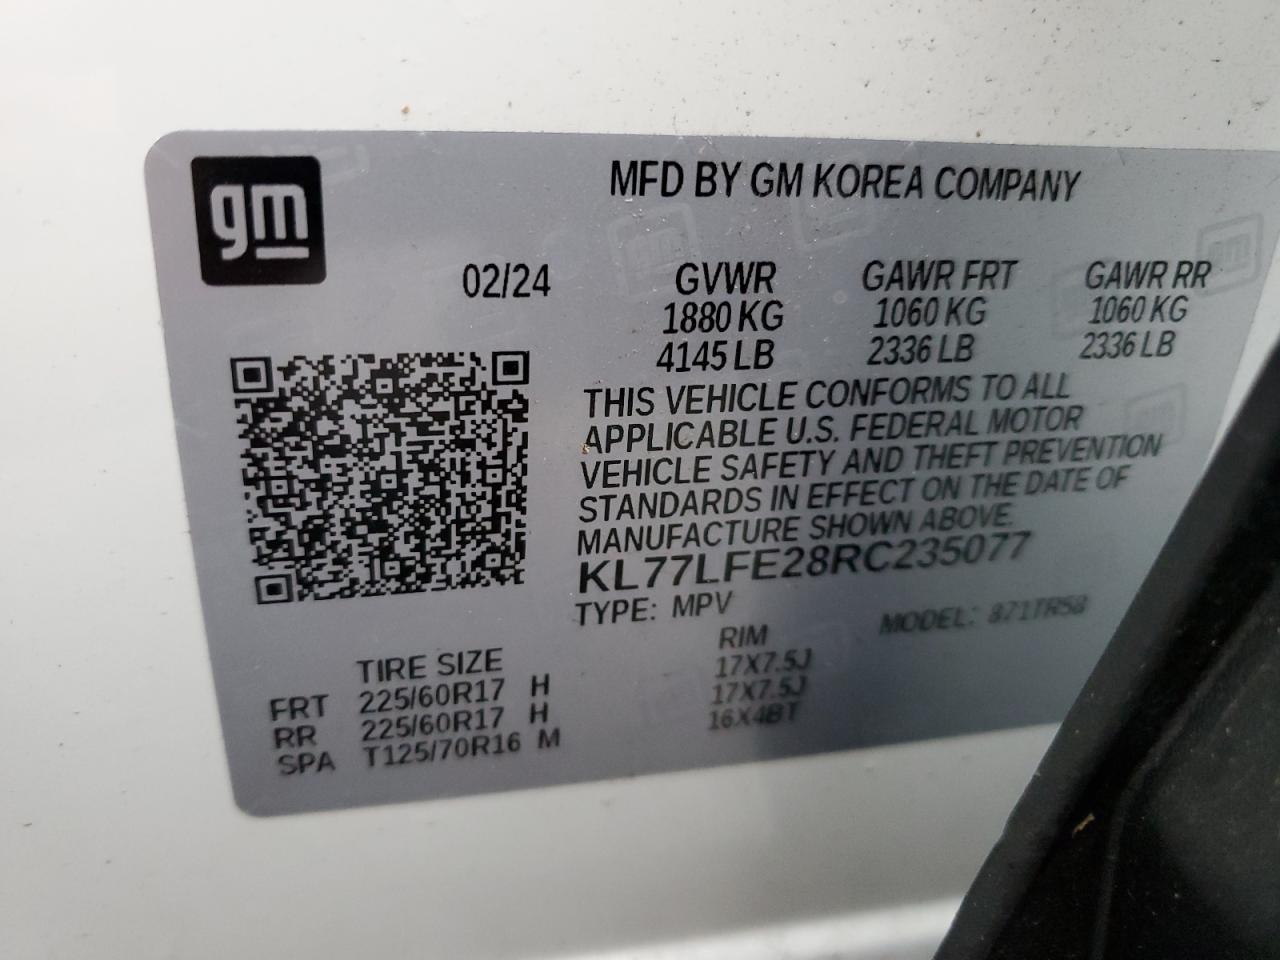 gm
MFD BY GM KOREA COMPANY
02/24 GVWR GAWR FRT GAWR RR
1880 KG 1060 KG 1060 KG
4145 LB 2336 LB 2336 LB
THIS VEHICLE CONFORMS TO ALL
APPLICABLE U.S. FEDERAL MOTOR
VEHICLE SAFETY AND THEFT PREVENTION
STANDARDS IN EFFECT ON THE DATE OF
MANUFACTURE SHOWN ABOVE.
KL77LFE28RC235077
TYPE: MPV MODEL: 871TR58
TIRE SIZE RIM
FRT 225/60R17 H 17X7.5J
RR 225/60R17 H 17X7.5J
SPA T125/70R16 M 16X4BT